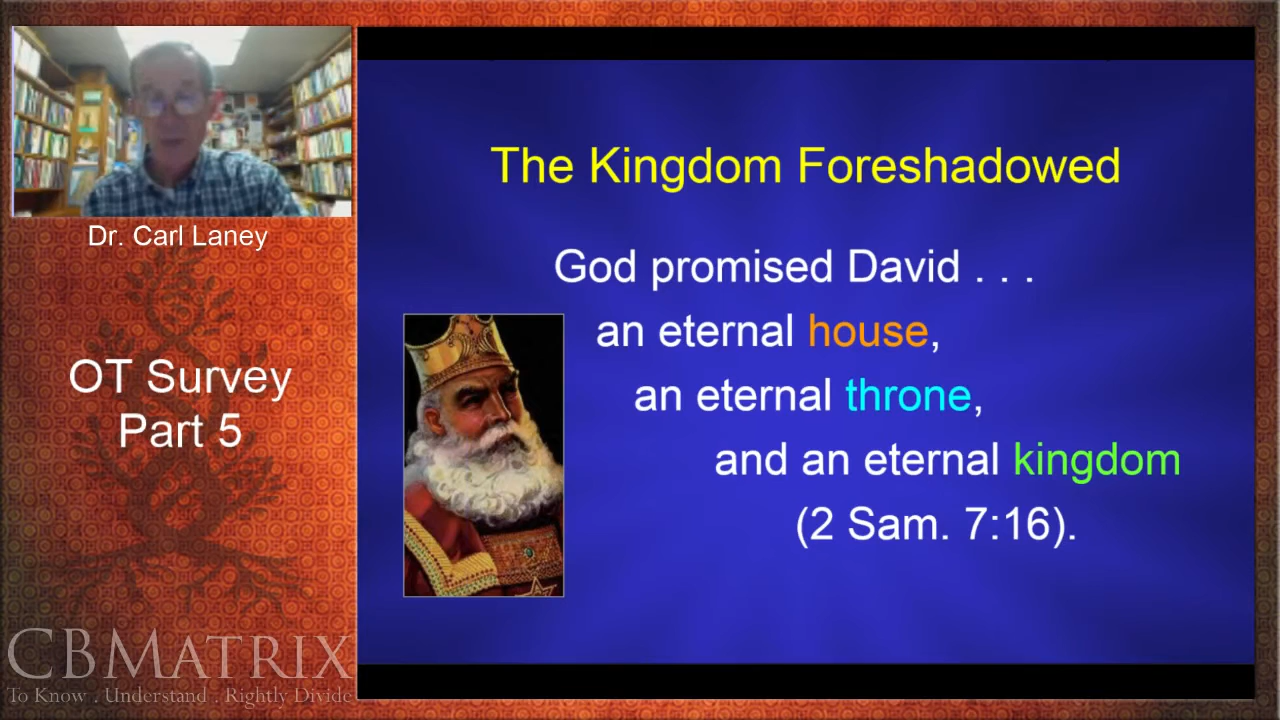 Dr. Carl Laney
OT Survey
Part 5
CBMATRIX
To Know . Understand . Rightly Divide
The Kingdom Foreshadowed
God promised David . . .
an eternal house,
an eternal throne,
and an eternal kingdom
(2 Sam. 7:16).